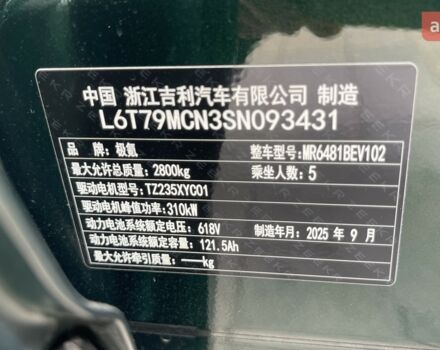 中国 浙江吉利汽车有限公司 制造
L6T79MCN3SN093431
品 牌：极氪 整车型号：MR6481BEV102
最大允许总质量：2800kg 乘坐人数：5
驱动电机型号：TZ235XYC01
驱动电机峰值功率：310kW
动力电池系统额定电压：618V 制造年月：2025 年 9 月
动力电池系统额定容量：121.5Ah
最大允许牵引质量：——kg